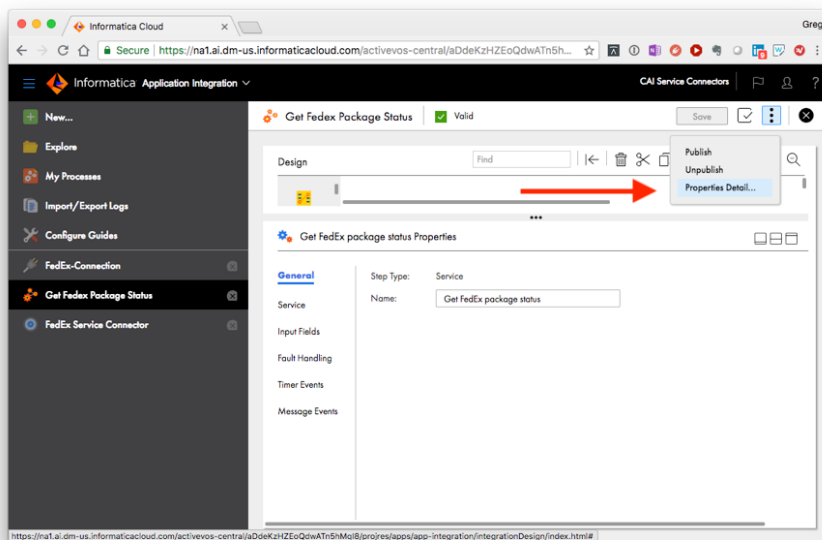 Informatica Cloud
Greg
Secure https://na1.ai.dm-us.informaticacloud.com/activevos-central/aDdeKzHZEoQdwATn5h...
Informatica Application Integration
CAI Service Connectors
?
New...
Explore
My Processes
Import/Export Logs
Configure Guides
FedEx-Connection
Get Fedex Package Status
FedEx Service Connector
Get Fedex Package Status
Valid
Save
Publish
Unpublish
Properties Detail...
Design
Find
Get FedEx package status Properties
General
Service
Input Fields
Fault Handling
Timer Events
Message Events
Step Type: Service
Name: Get FedEx package status
https://na1.ai.dm-us.informaticacloud.com/activevos-central/aDdeKzHZEoQdwATn5hMqI8/projres/apps/app-integration/integrationDesign/index.html#